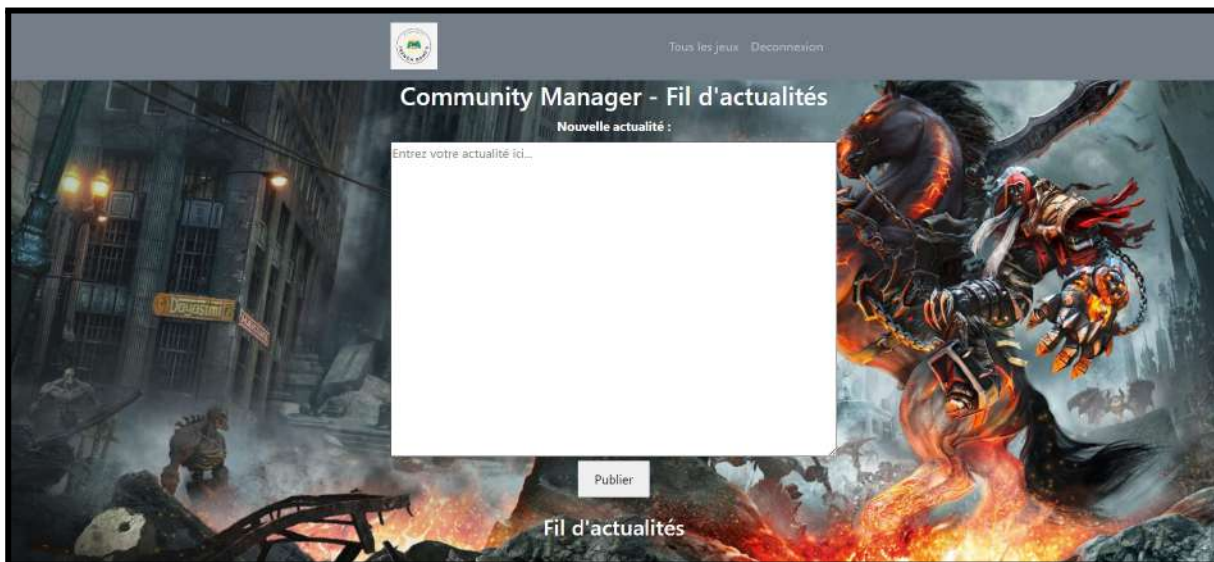 Tous les jeux Deconnexion
Community Manager - Fil d'actualités
Nouvelle actualité :
Entrez votre actualité ici...
Publier
Fil d'actualités